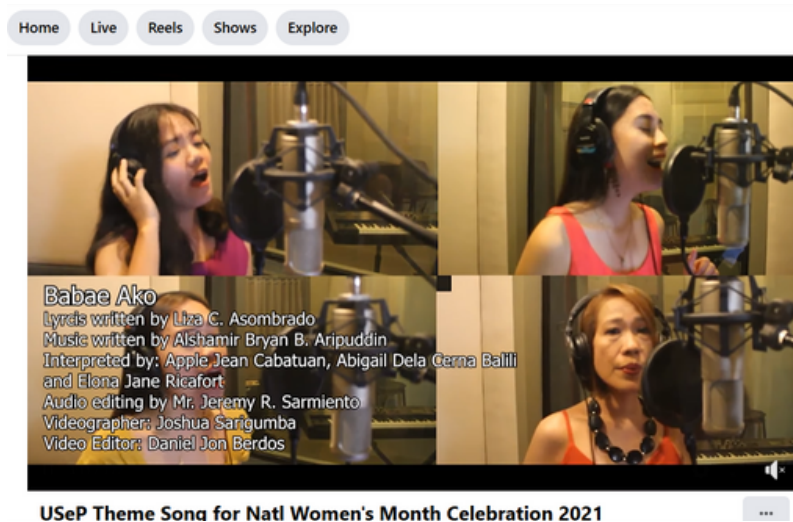 Home Live Reels Shows Explore
Babae Ako
Lyrcis written by Liza C. Asombrado
Music written by Alshamir Bryan B. Aripuddin
Interpreted by: Apple Jean Cabatuan, Abigail Dela Cerna Balili
and Elona Jane Ricafort
Audio editing by Mr. Jeremy R. Sarmiento
Videographer: Joshua Sarigumba
Video Editor: Daniel Jon Berdos
USeP Theme Song for Natl Women's Month Celebration 2021